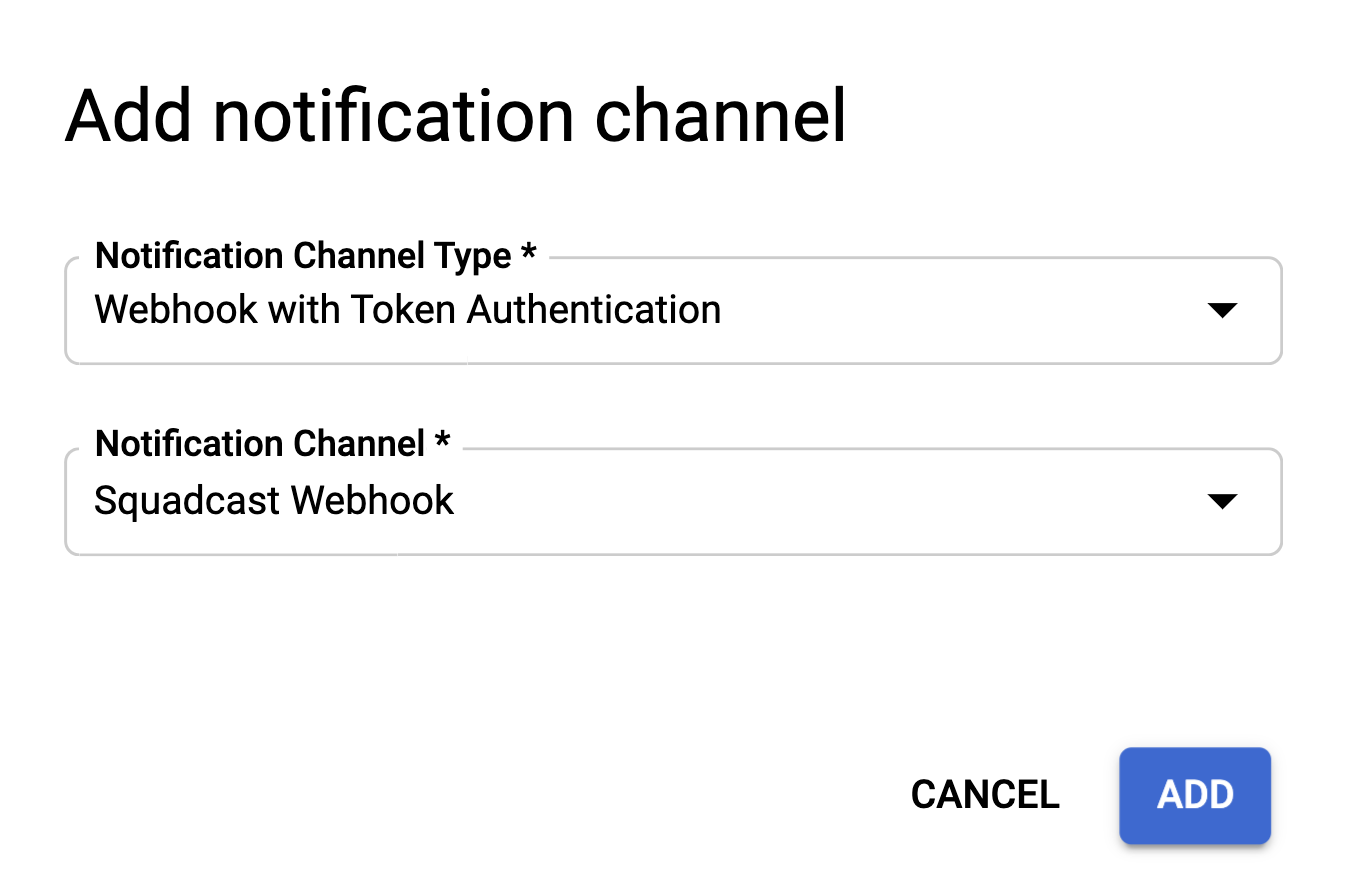 Add notification channel
Notification Channel Type *
Webhook with Token Authentication
Notification Channel *
Squadcast Webhook
CANCEL
ADD